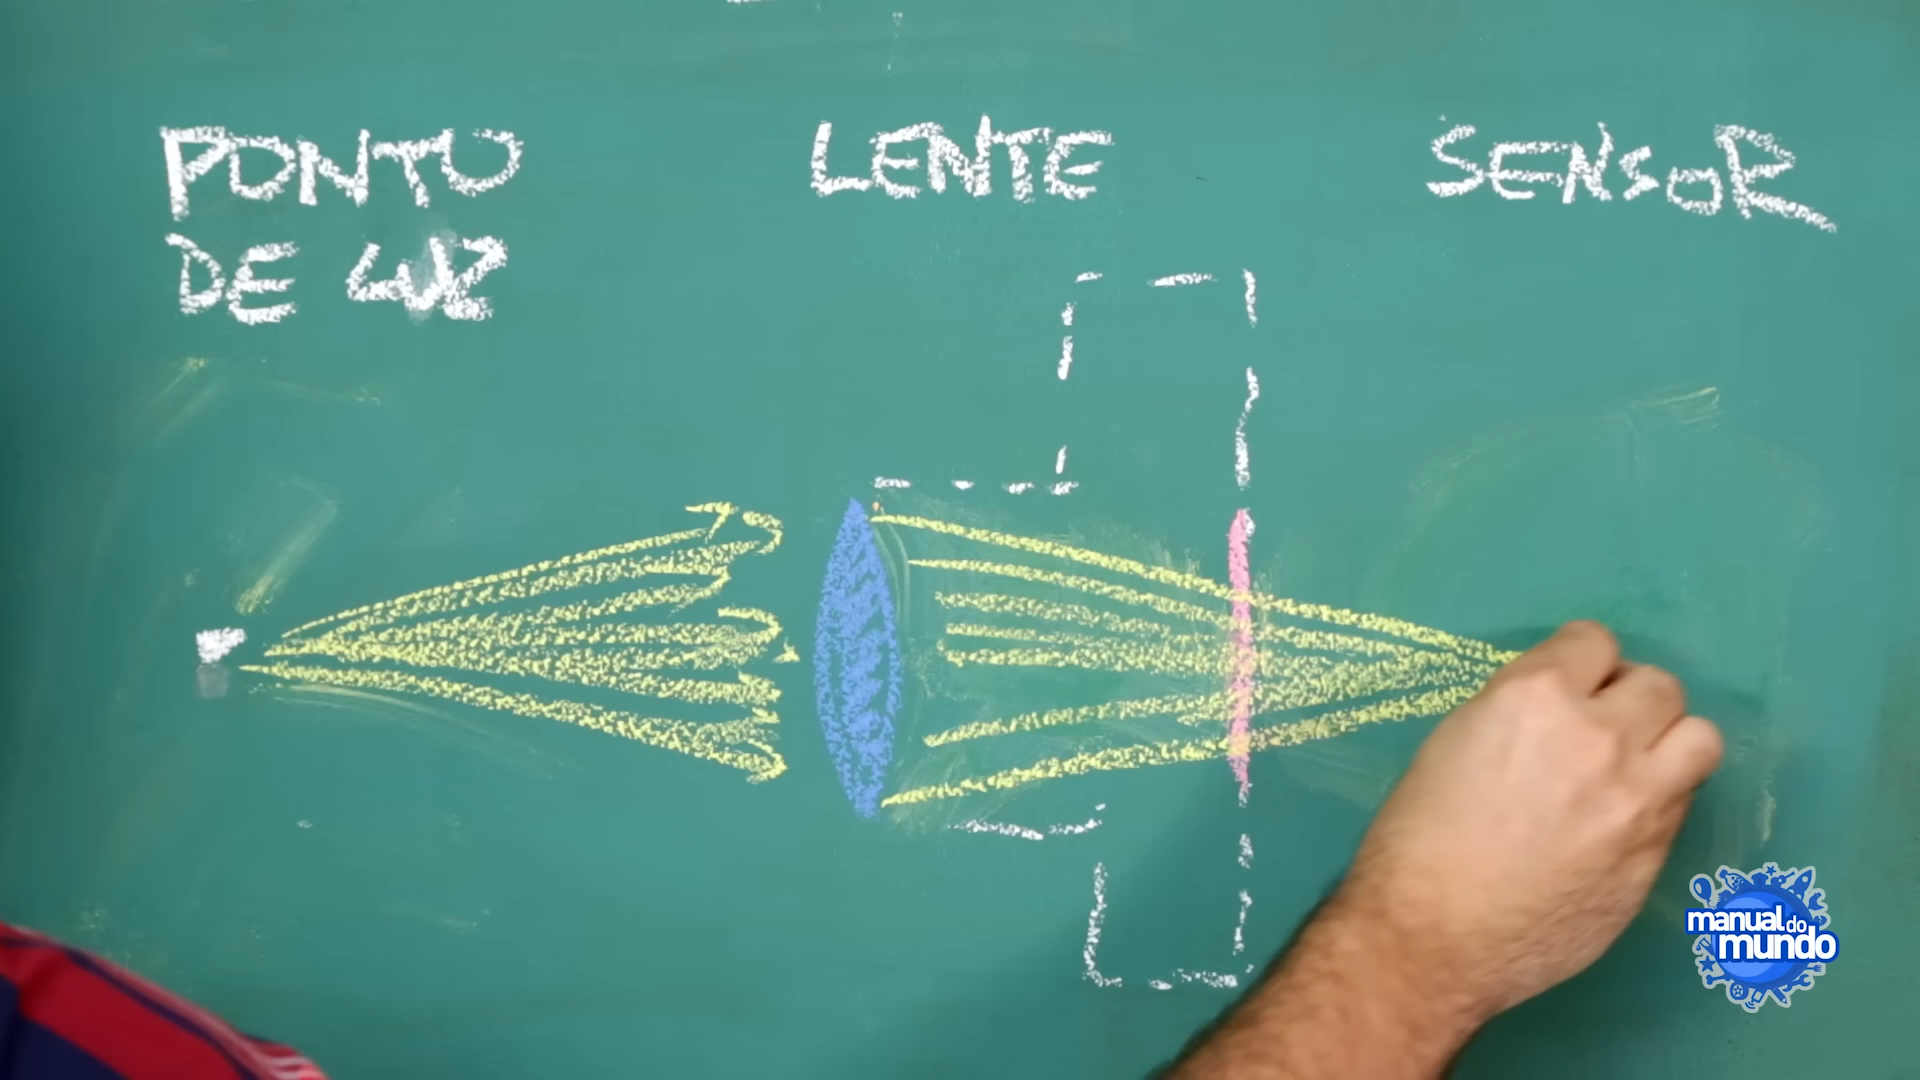 PONTO
DE LUZ
LENTE
SENSOR
manual do
mundo